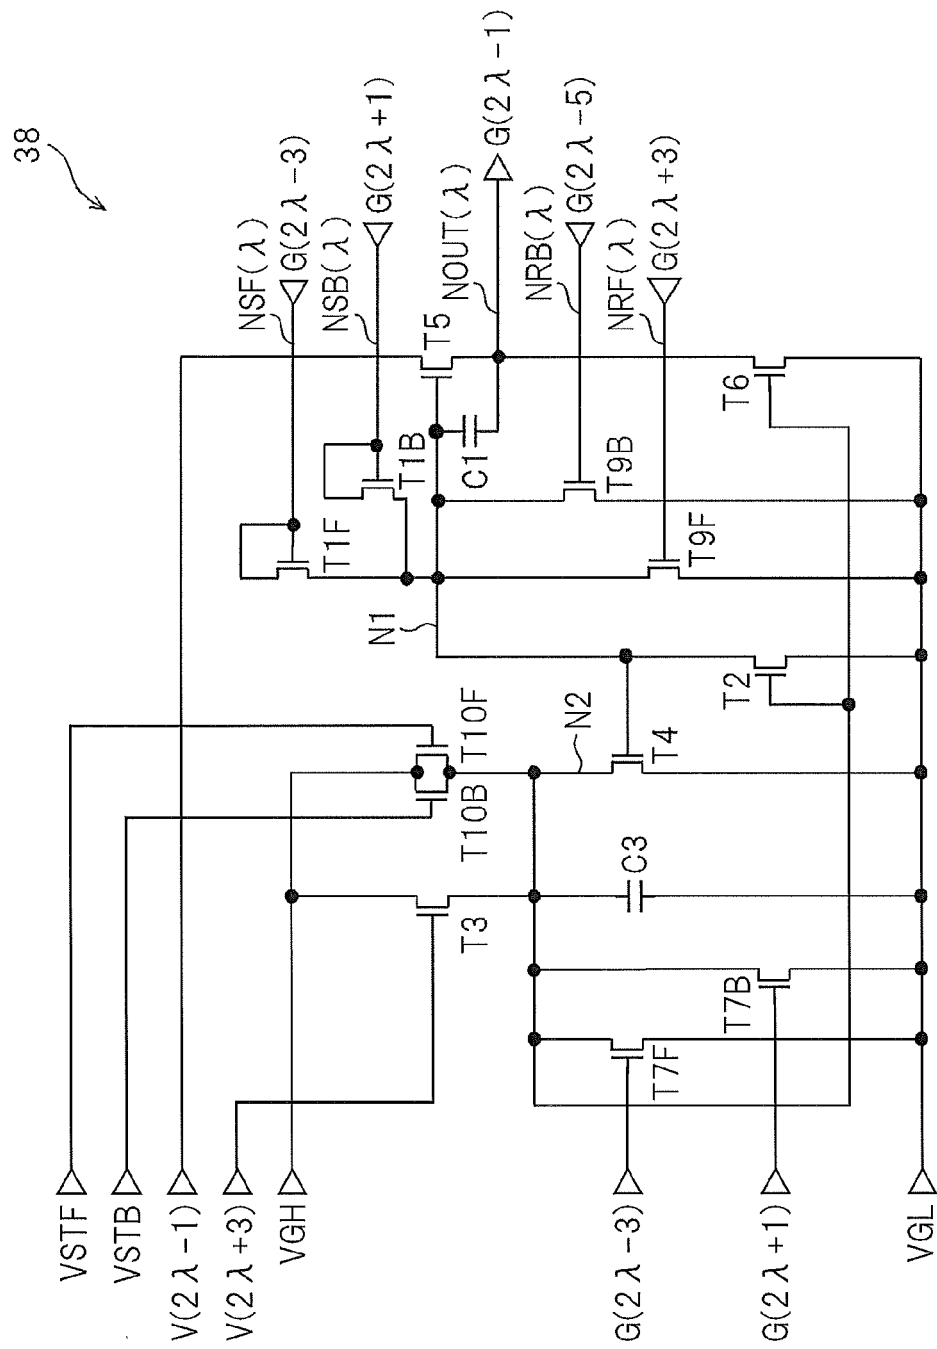 38
NSF(λ)
G(2λ-3)
NSB(λ)
G(2λ+1)
NOUT(λ)
G(2λ-1)
NRB(λ)
G(2λ-5)
NRF(λ)
G(2λ+3)
T5
T1B
C1
T6
T9B
T1F
T9F
N1
T2
T10F
N2
T4
T10B
C3
T3
T7B
T7F
VSTF
VSTB
V(2λ-1)
V(2λ+3)
VGH
G(2λ-3)
G(2λ+1)
VGL